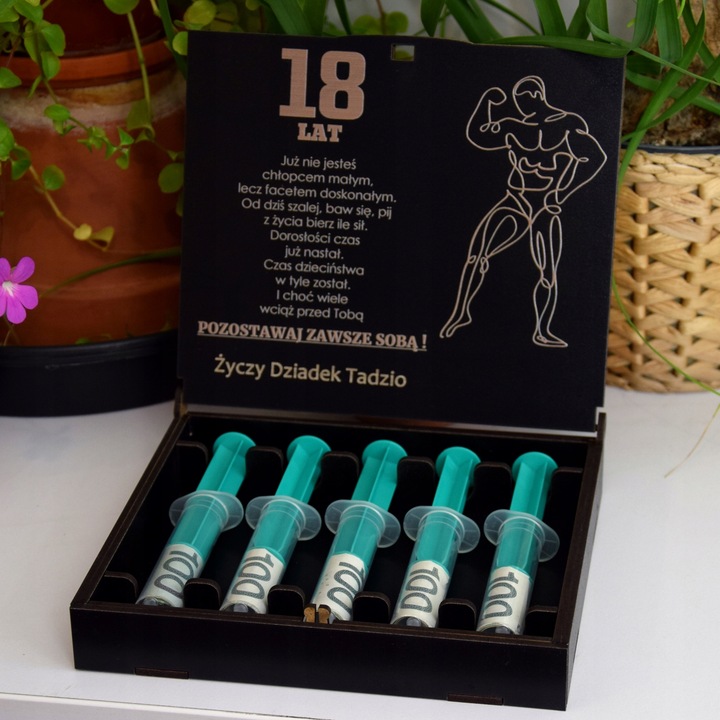 18
LAT
Już nie jesteś
chłopcem małym,
lecz facetem doskonałym.
Od dziś szalej, baw się, pij
z życia bierz ile sił.
Dorosłości czas
już nastał.
Czas dzieciństwa
w tyle został.
I choć wiele
wciąż przed Tobą
POZOSTAWAJ ZAWSZE SOBĄ !
Życzy Dziadek Tadzio
100
100
100
100
100